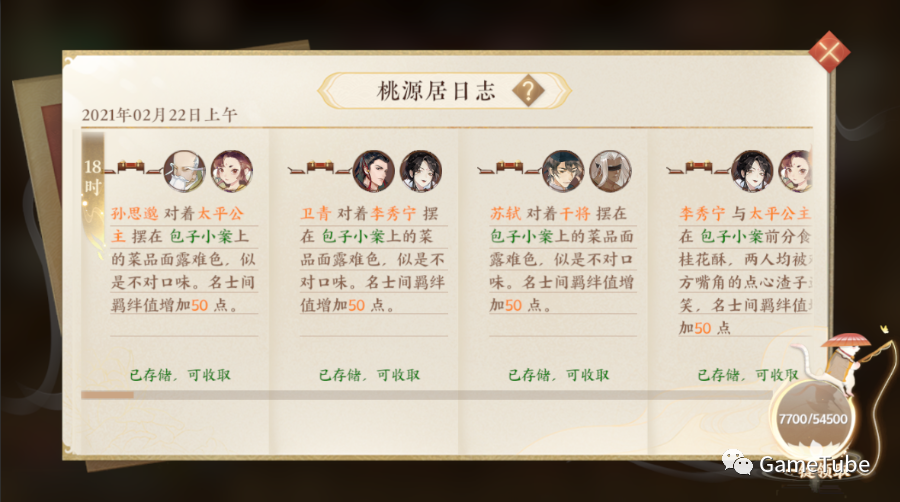 桃源居日志 ?
2021年02月22日上午
18
时
孙思邈 对着太平公
主 摆在 包子小案上
的菜品面露难色，似
是不对口味。名士间
羁绊值增加50 点。
已存储，可收取
卫青 对着李秀宁 摆
在 包子小案上的菜
品面露难色，似是不
对口味。名士间羁绊
值增加50 点。
已存储，可收取
苏轼 对着干将 摆在
包子小案上的菜品面
露难色，似是不对口
味。名士间羁绊值增
加50 点。
已存储，可收取
李秀宁 与太平公主
在 包子小案前分食
桂花酥，两人均被
方嘴角的点心渣子
笑，名士间羁绊值
加50 点
已存储，可收取
7700/54500
GameTube